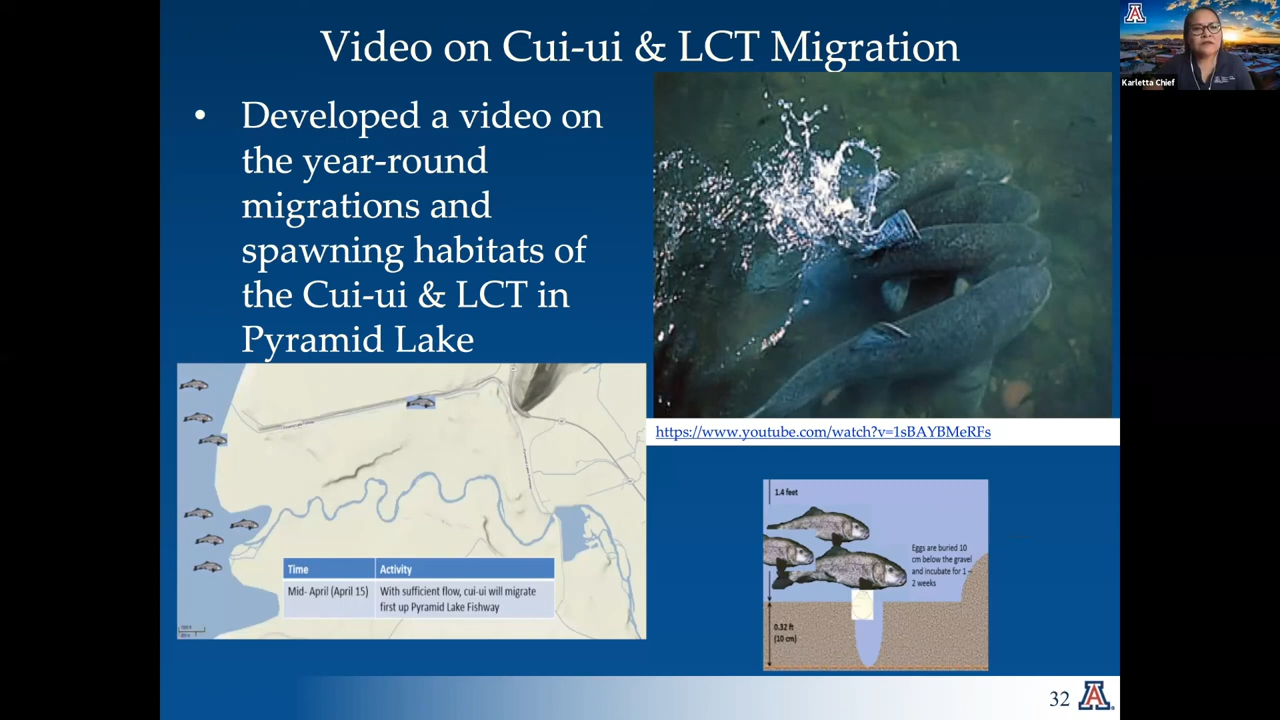 Video on Cui-ui & LCT Migration
• Developed a video on
the year-round
migrations and
spawning habitats of
the Cui-ui & LCT in
Pyramid Lake
https://www.youtube.com/watch?v=1sBAYBMeRFs
Time Activity
Mid- April (April 15) With sufficient flow, cui-ui will migrate
first up Pyramid Lake Fishway
1.4 feet
Eggs are buried 10
cm below the gravel
and incubate for 1 –
2 weeks
0.32 ft
(10 cm)
32
A
A
Karletta Chief